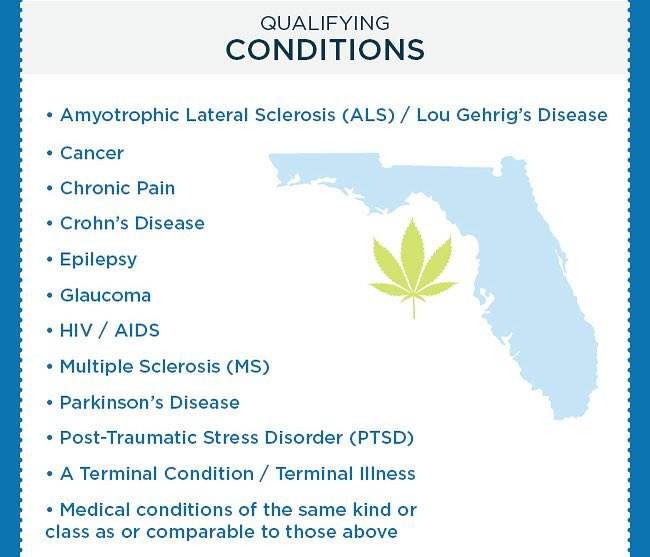 QUALIFYING
CONDITIONS
• Amyotrophic Lateral Sclerosis (ALS) / Lou Gehrig’s Disease
• Cancer
• Chronic Pain
• Crohn’s Disease
• Epilepsy
• Glaucoma
• HIV / AIDS
• Multiple Sclerosis (MS)
• Parkinson’s Disease
• Post-Traumatic Stress Disorder (PTSD)
• A Terminal Condition / Terminal Illness
• Medical conditions of the same kind or
class as or comparable to those above